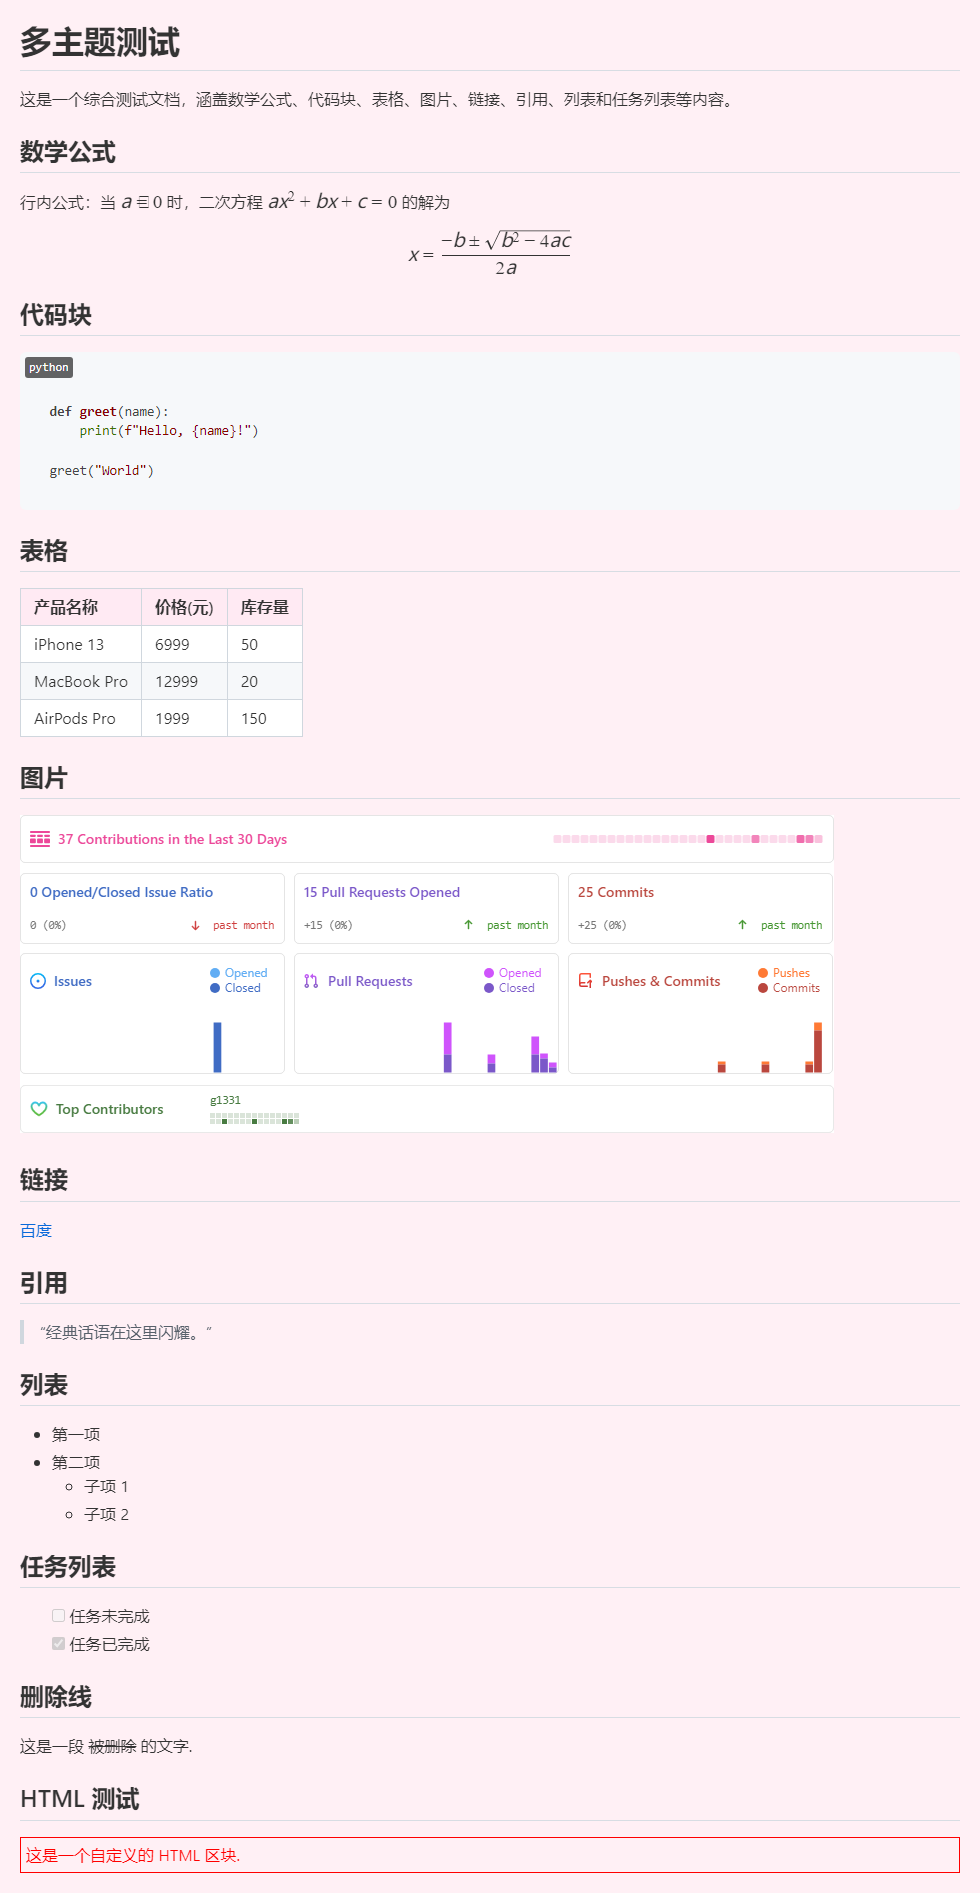 多主题测试
这是一个综合测试文档，涵盖数学公式、代码块、表格、图片、链接、引用、列表和任务列表等内容。
数学公式
行内公式：当 a ≡ 0 时，二次方程 ax² + bx + c = 0 的解为
x = (−b ± √(b² − 4ac)) / 2a
代码块
python
def greet(name):
    print(f"Hello, {name}!")
greet("World")
表格
产品名称 价格(元) 库存量
iPhone 13 6999 50
MacBook Pro 12999 20
AirPods Pro 1999 150
图片
37 Contributions in the Last 30 Days
0 Opened/Closed Issue Ratio 15 Pull Requests Opened 25 Commits
0 (0%) ↓ past month +15 (0%) ↑ past month +25 (0%) ↑ past month
Issues Opened Closed Pull Requests Opened Closed Pushes & Commits Pushes Commits
Top Contributors g1331
链接
百度
引用
“经典话语在这里闪耀。”
列表
• 第一项
• 第二项
◦ 子项 1
◦ 子项 2
任务列表
☐ 任务未完成
☑ 任务已完成
删除线
这是一段 被删除 的文字.
HTML 测试
这是一个自定义的 HTML 区块.